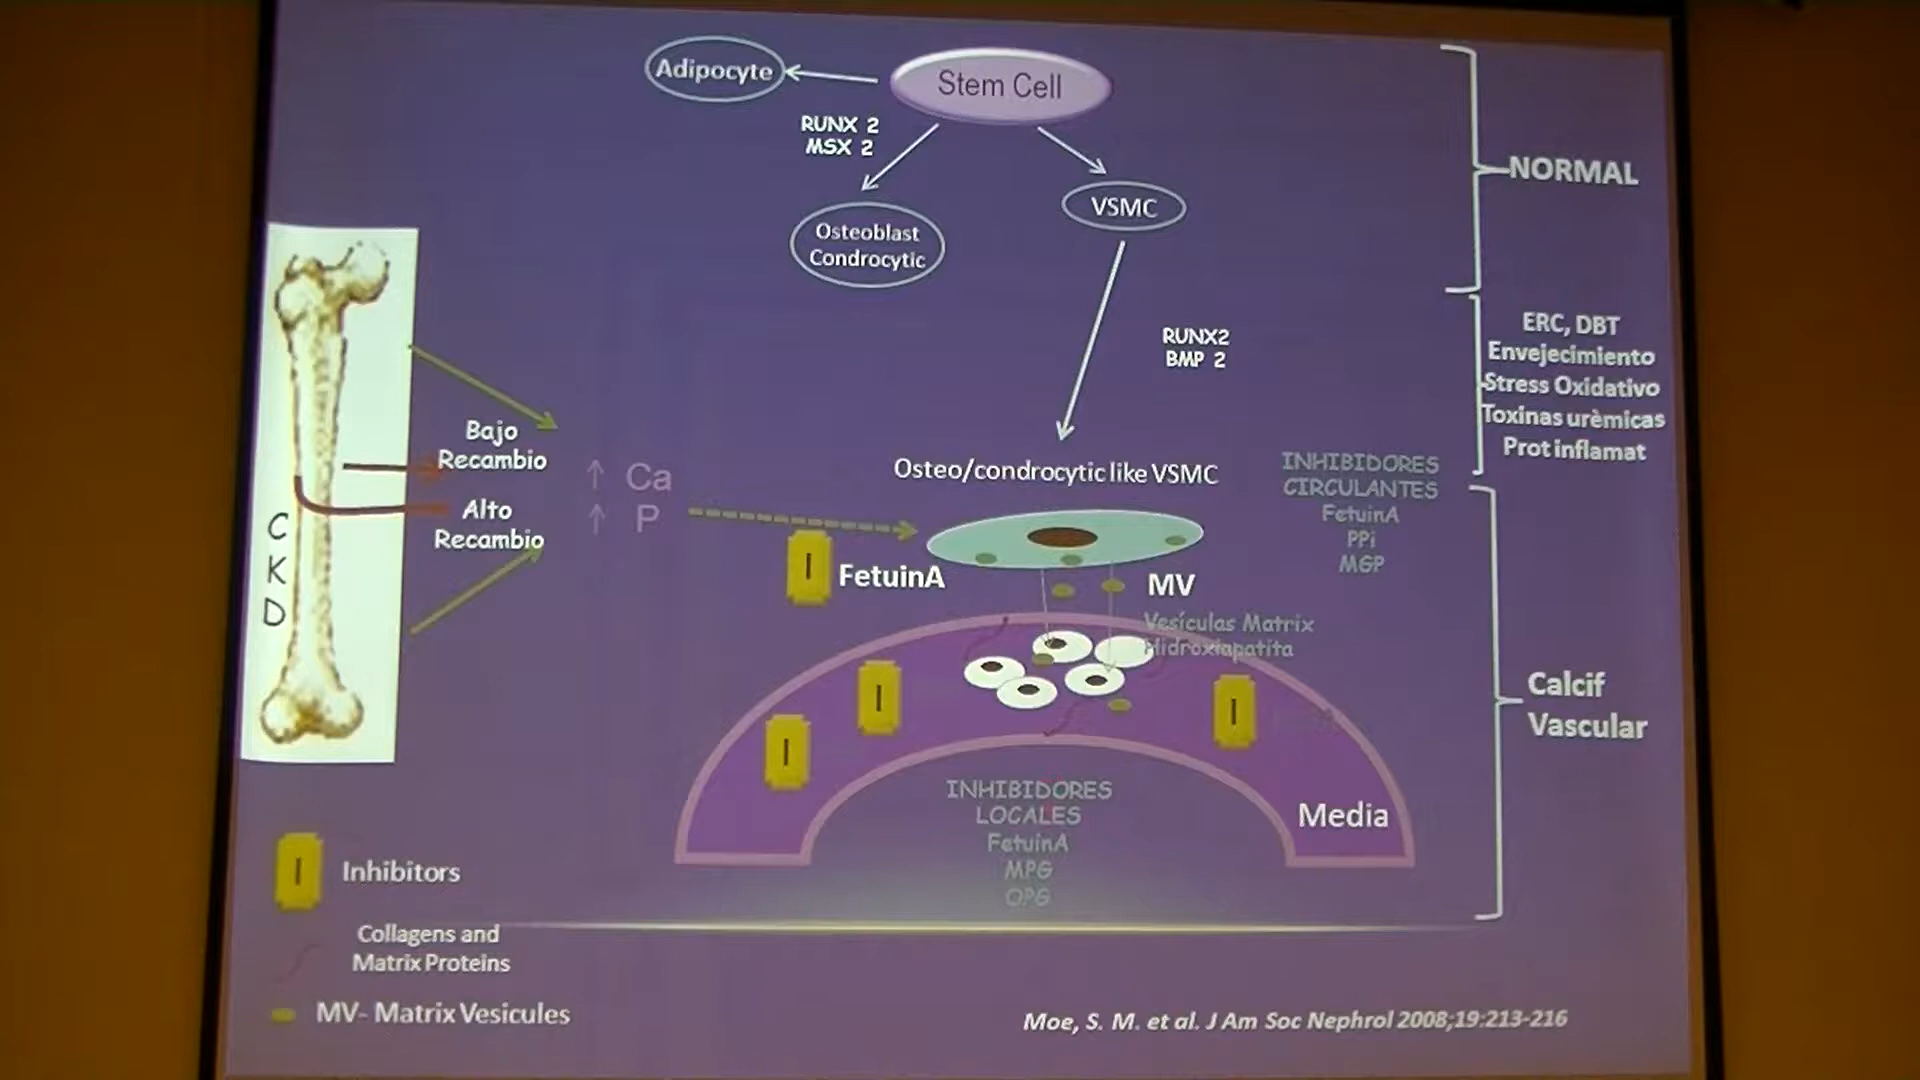 Adipocyte
Stem Cell
RUNX 2
MSX 2
VSMC
Osteoblast
Condrocytic
NORMAL
RUNX2
BMP 2
ERC, DBT
Envejecimiento
Stress Oxidativo
Toxinas urèmicas
Prot inflamat
Bajo
Recambio
Alto
Recambio
C
K
D
↑ Ca
↑ P
Osteo/condrocytic like VSMC
INHIBIDORES
CIRCULANTES
FetuinA
PPi
MGP
I
FetuinA
MV
Vesículas Matrix
Hidroxiapatita
I
I
I
Calcif
Vascular
Media
INHIBIDORES
LOCALES
FetuinA
MPG
OPG
I
Inhibitors
Collagens and
Matrix Proteins
MV- Matrix Vesicules
Moe, S. M. et al. J Am Soc Nephrol 2008;19:213-216